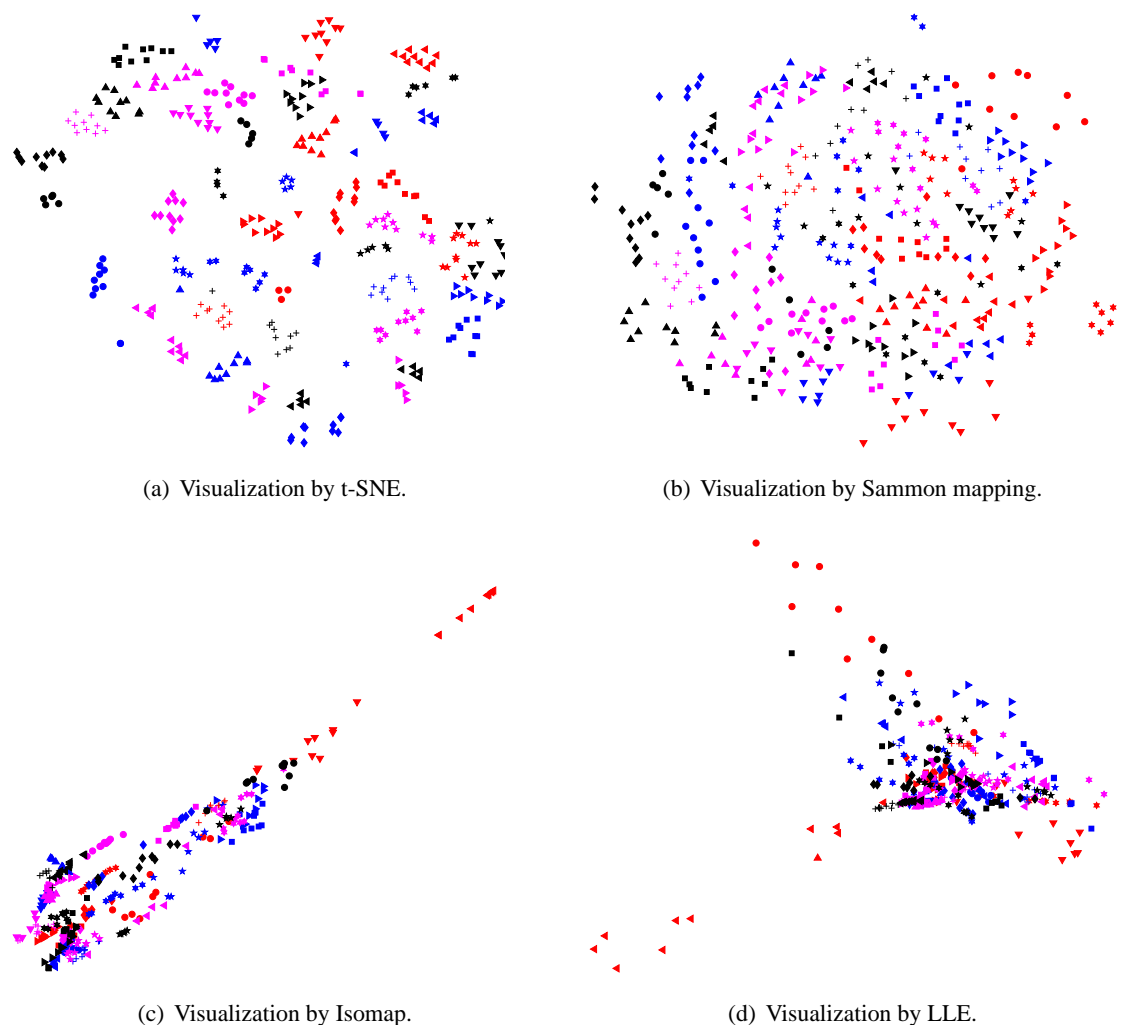 (a) Visualization by t-SNE.
(b) Visualization by Sammon mapping.
(c) Visualization by Isomap.
(d) Visualization by LLE.